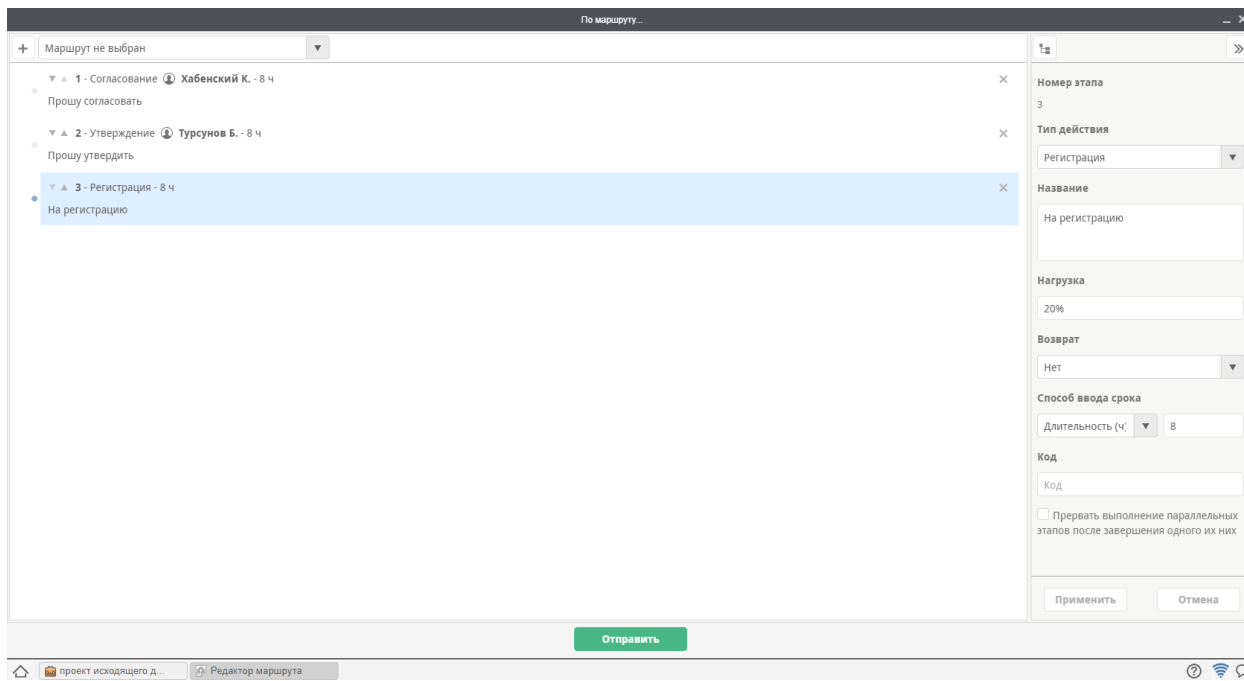 По маршруту...
Маршрут не выбран
1 - Согласование Хабенский К. - 8 ч
Прошу согласовать
2 - Утверждение Турсунов Б. - 8 ч
Прошу утвердить
3 - Регистрация - 8 ч
На регистрацию
Номер этапа
3
Тип действия
Регистрация
Название
На регистрацию
Нагрузка
20%
Возврат
Нет
Способ ввода срока
Длительность (ч) 8
Код
Код
Прервать выполнение параллельных
этапов после завершения одного их них
Применить Отмена
Отправить
проект исходящего д... Редактор маршрута